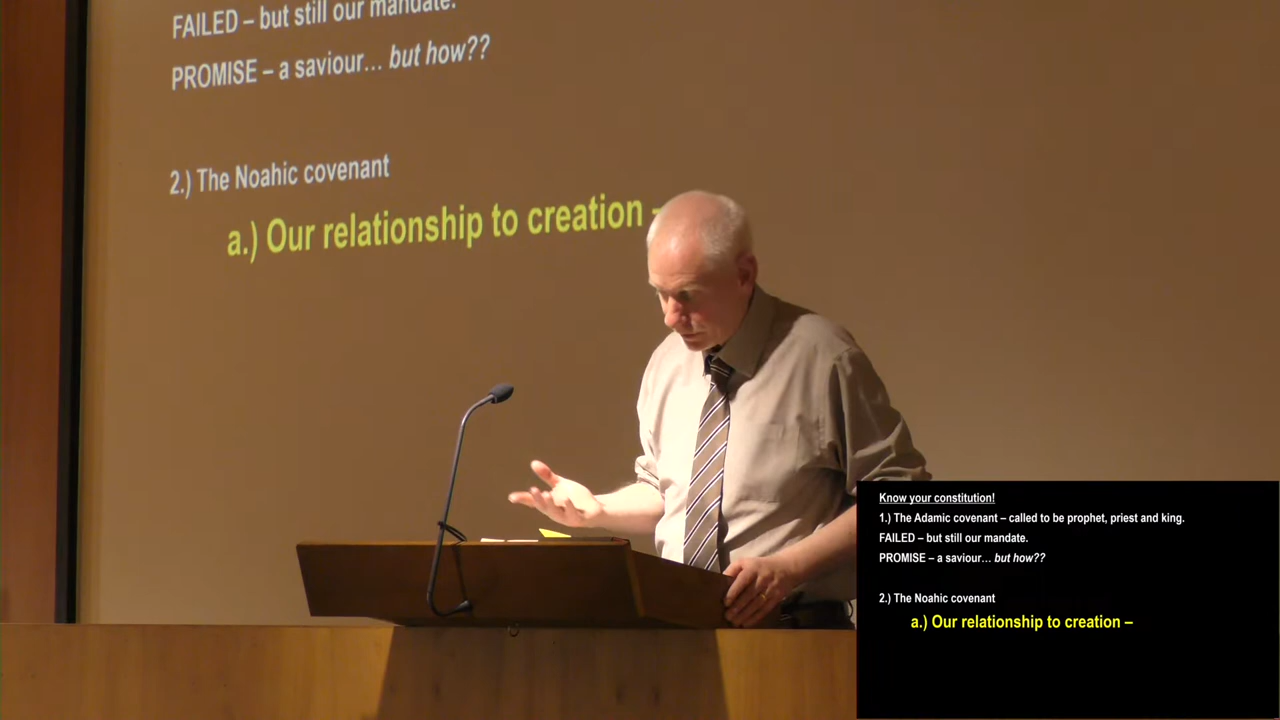 FAILED – but still our mandate.
PROMISE – a saviour… but how??
2.) The Noahic covenant
a.) Our relationship to creation -
Know your constitution!
1.) The Adamic covenant – called to be prophet, priest and king.
FAILED – but still our mandate.
PROMISE – a saviour… but how??
2.) The Noahic covenant
a.) Our relationship to creation –